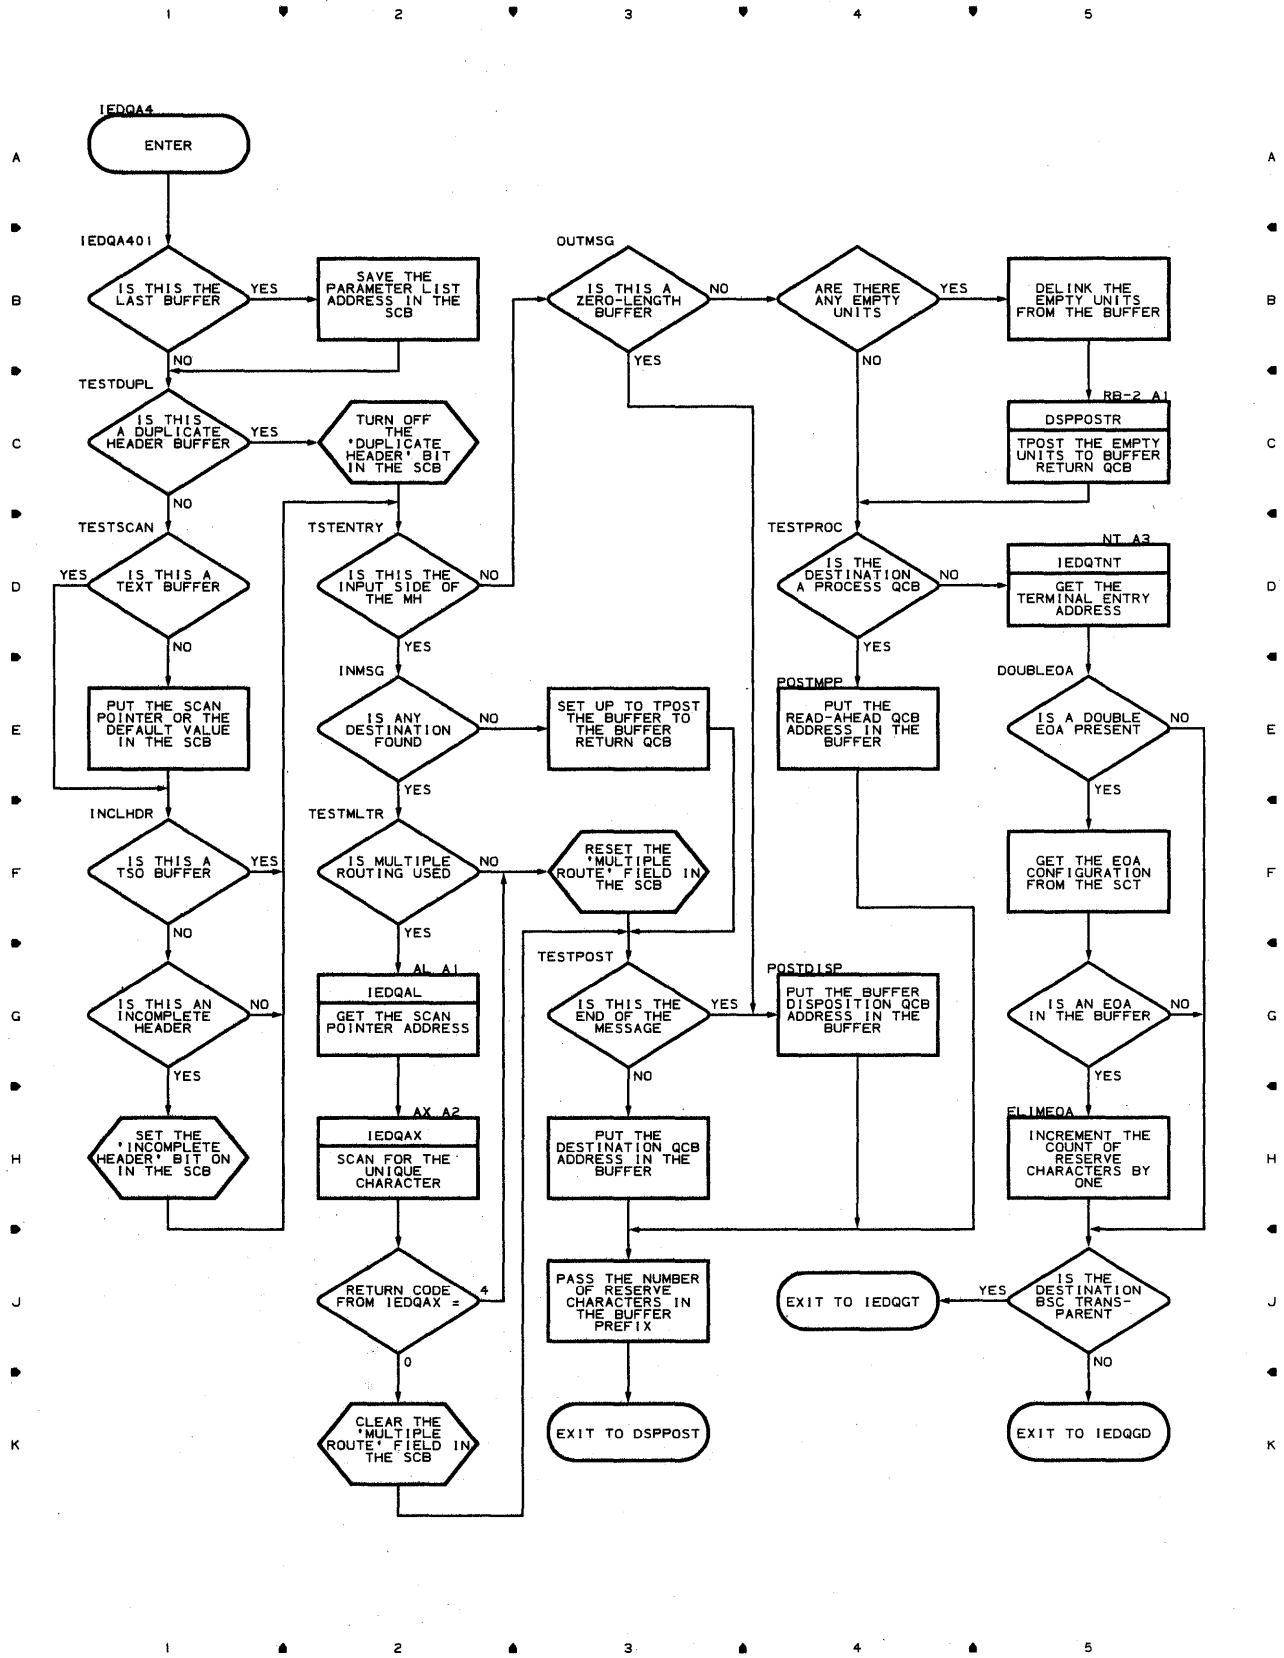 1 2 3 4 5
IEDQA4
ENTER
A A
IEDQA401
IS THIS THE
LAST BUFFER
YES
NO
SAVE THE
PARAMETER LIST
ADDRESS IN THE
SCB
OUTMSG
IS THIS A
ZERO-LENGTH
BUFFER
NO
YES
ARE THERE
ANY EMPTY
UNITS
YES
NO
DELINK THE
EMPTY UNITS
FROM THE BUFFER
B B
TESTDUPL
IS THIS
A DUPLICATE
HEADER BUFFER
YES
NO
TURN OFF
THE
'DUPLICATE
HEADER' BIT
IN THE SCB
RB-2 A1
DSPPOSTR
TPOST THE EMPTY
UNITS TO BUFFER
RETURN QCB
C C
TESTSCAN
YES
IS THIS A
TEXT BUFFER
NO
TSTENTRY
IS THIS THE
INPUT SIDE OF
THE MH
NO
YES
TESTPROC
IS THE
DESTINATION
A PROCESS QCB
NO
YES
NT A3
IEDQTNT
GET THE
TERMINAL ENTRY
ADDRESS
D D
PUT THE SCAN
POINTER OR THE
DEFAULT VALUE
IN THE SCB
INMSG
IS ANY
DESTINATION
FOUND
NO
YES
SET UP TO TPOST
THE BUFFER TO
THE BUFFER
RETURN QCB
POSTMPP
PUT THE
READ-AHEAD QCB
ADDRESS IN THE
BUFFER
DOUBLEOA
IS A DOUBLE
EOA PRESENT
NO
YES
E E
INCLHDR
IS THIS A
TSO BUFFER
YES
NO
TESTMLTR
IS MULTIPLE
ROUTING USED
NO
YES
RESET THE
'MULTIPLE
ROUTE' FIELD IN
THE SCB
GET THE EOA
CONFIGURATION
FROM THE SCT
F F
IS THIS AN
INCOMPLETE
HEADER
NO
YES
AL A1
IEDQAL
GET THE SCAN
POINTER ADDRESS
TESTPOST
IS THIS THE
END OF THE
MESSAGE
YES
NO
POSTDISP
PUT THE BUFFER
DISPOSITION QCB
ADDRESS IN THE
BUFFER
IS AN EOA
IN THE BUFFER
NO
YES
G G
SET THE
'INCOMPLETE
HEADER' BIT ON
IN THE SCB
AX A2
IEDQAX
SCAN FOR THE
UNIQUE
CHARACTER
PUT THE
DESTINATION QCB
ADDRESS IN THE
BUFFER
ELIMEOA
INCREMENT THE
COUNT OF
RESERVE
CHARACTERS BY
ONE
H H
RETURN CODE
FROM IEDQAX =
4
0
PASS THE NUMBER
OF RESERVE
CHARACTERS IN
THE BUFFER
PREFIX
EXIT TO IEDQGT
YES
IS THE
DESTINATION
BSC TRANS-
PARENT
NO
J J
CLEAR THE
'MULTIPLE
ROUTE' FIELD IN
THE SCB
EXIT TO DSPPOST
EXIT TO IEDQGD
K K
1 2 3 4 5